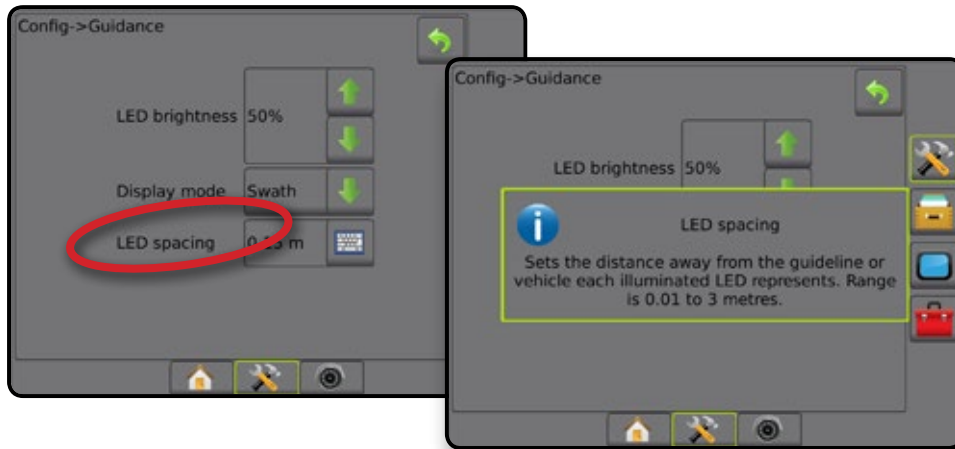 Config->Guidance
LED brightness 50%
Display mode Swath
LED spacing m
Config->Guidance
LED brightness 50%
LED spacing
Sets the distance away from the guideline or
vehicle each illuminated LED represents. Range
is 0.01 to 3 metres.